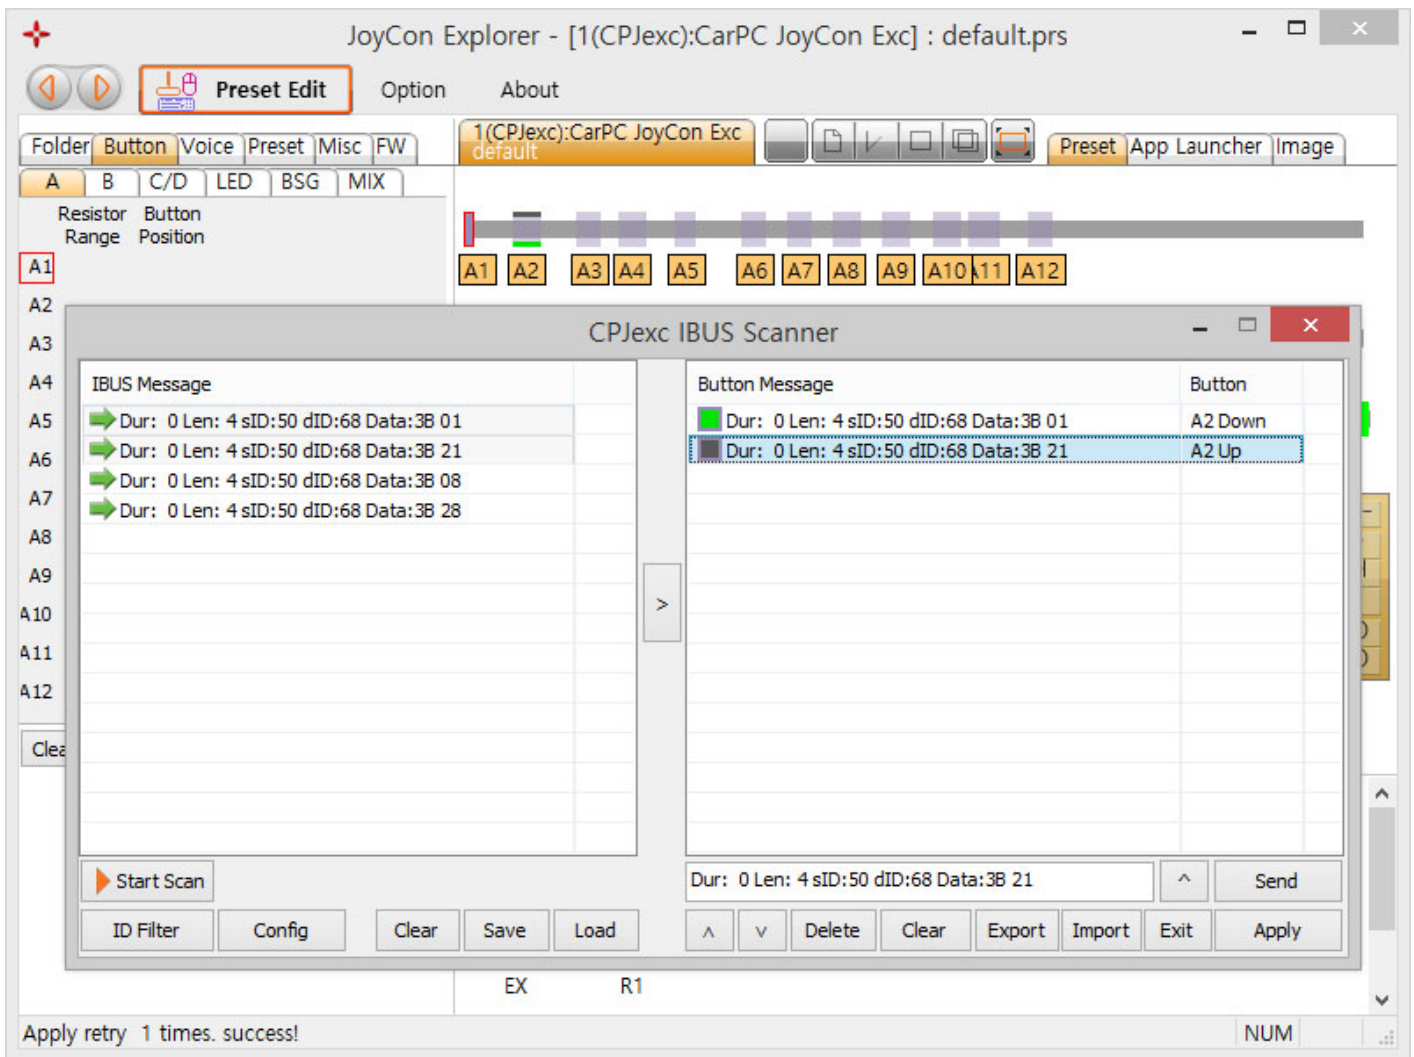 JoyCon Explorer - [1(CPJexc):CarPC JoyCon Exc] : default.prs
Preset Edit Option About
Folder Button Voice Preset Misc FW
1(CPJexc):CarPC JoyCon Exc
default
Preset App Launcher Image
A B C/D LED BSG MIX
Resistor Button
Range Position
A1
A1 A2 A3 A4 A5 A6 A7 A8 A9 A10 A11 A12
A2
A3
A4
A5
A6
A7
A8
A9
A10
A11
A12
CPJexc IBUS Scanner
IBUS Message
Dur: 0 Len: 4 sID:50 dID:68 Data:3B 01
Dur: 0 Len: 4 sID:50 dID:68 Data:3B 21
Dur: 0 Len: 4 sID:50 dID:68 Data:3B 08
Dur: 0 Len: 4 sID:50 dID:68 Data:3B 28
>
Button Message Button
Dur: 0 Len: 4 sID:50 dID:68 Data:3B 01 A2 Down
Dur: 0 Len: 4 sID:50 dID:68 Data:3B 21 A2 Up
Start Scan
Dur: 0 Len: 4 sID:50 dID:68 Data:3B 21 ^ Send
ID Filter Config Clear Save Load
^ v Delete Clear Export Import Exit Apply
EX R1
Apply retry 1 times. success!
NUM